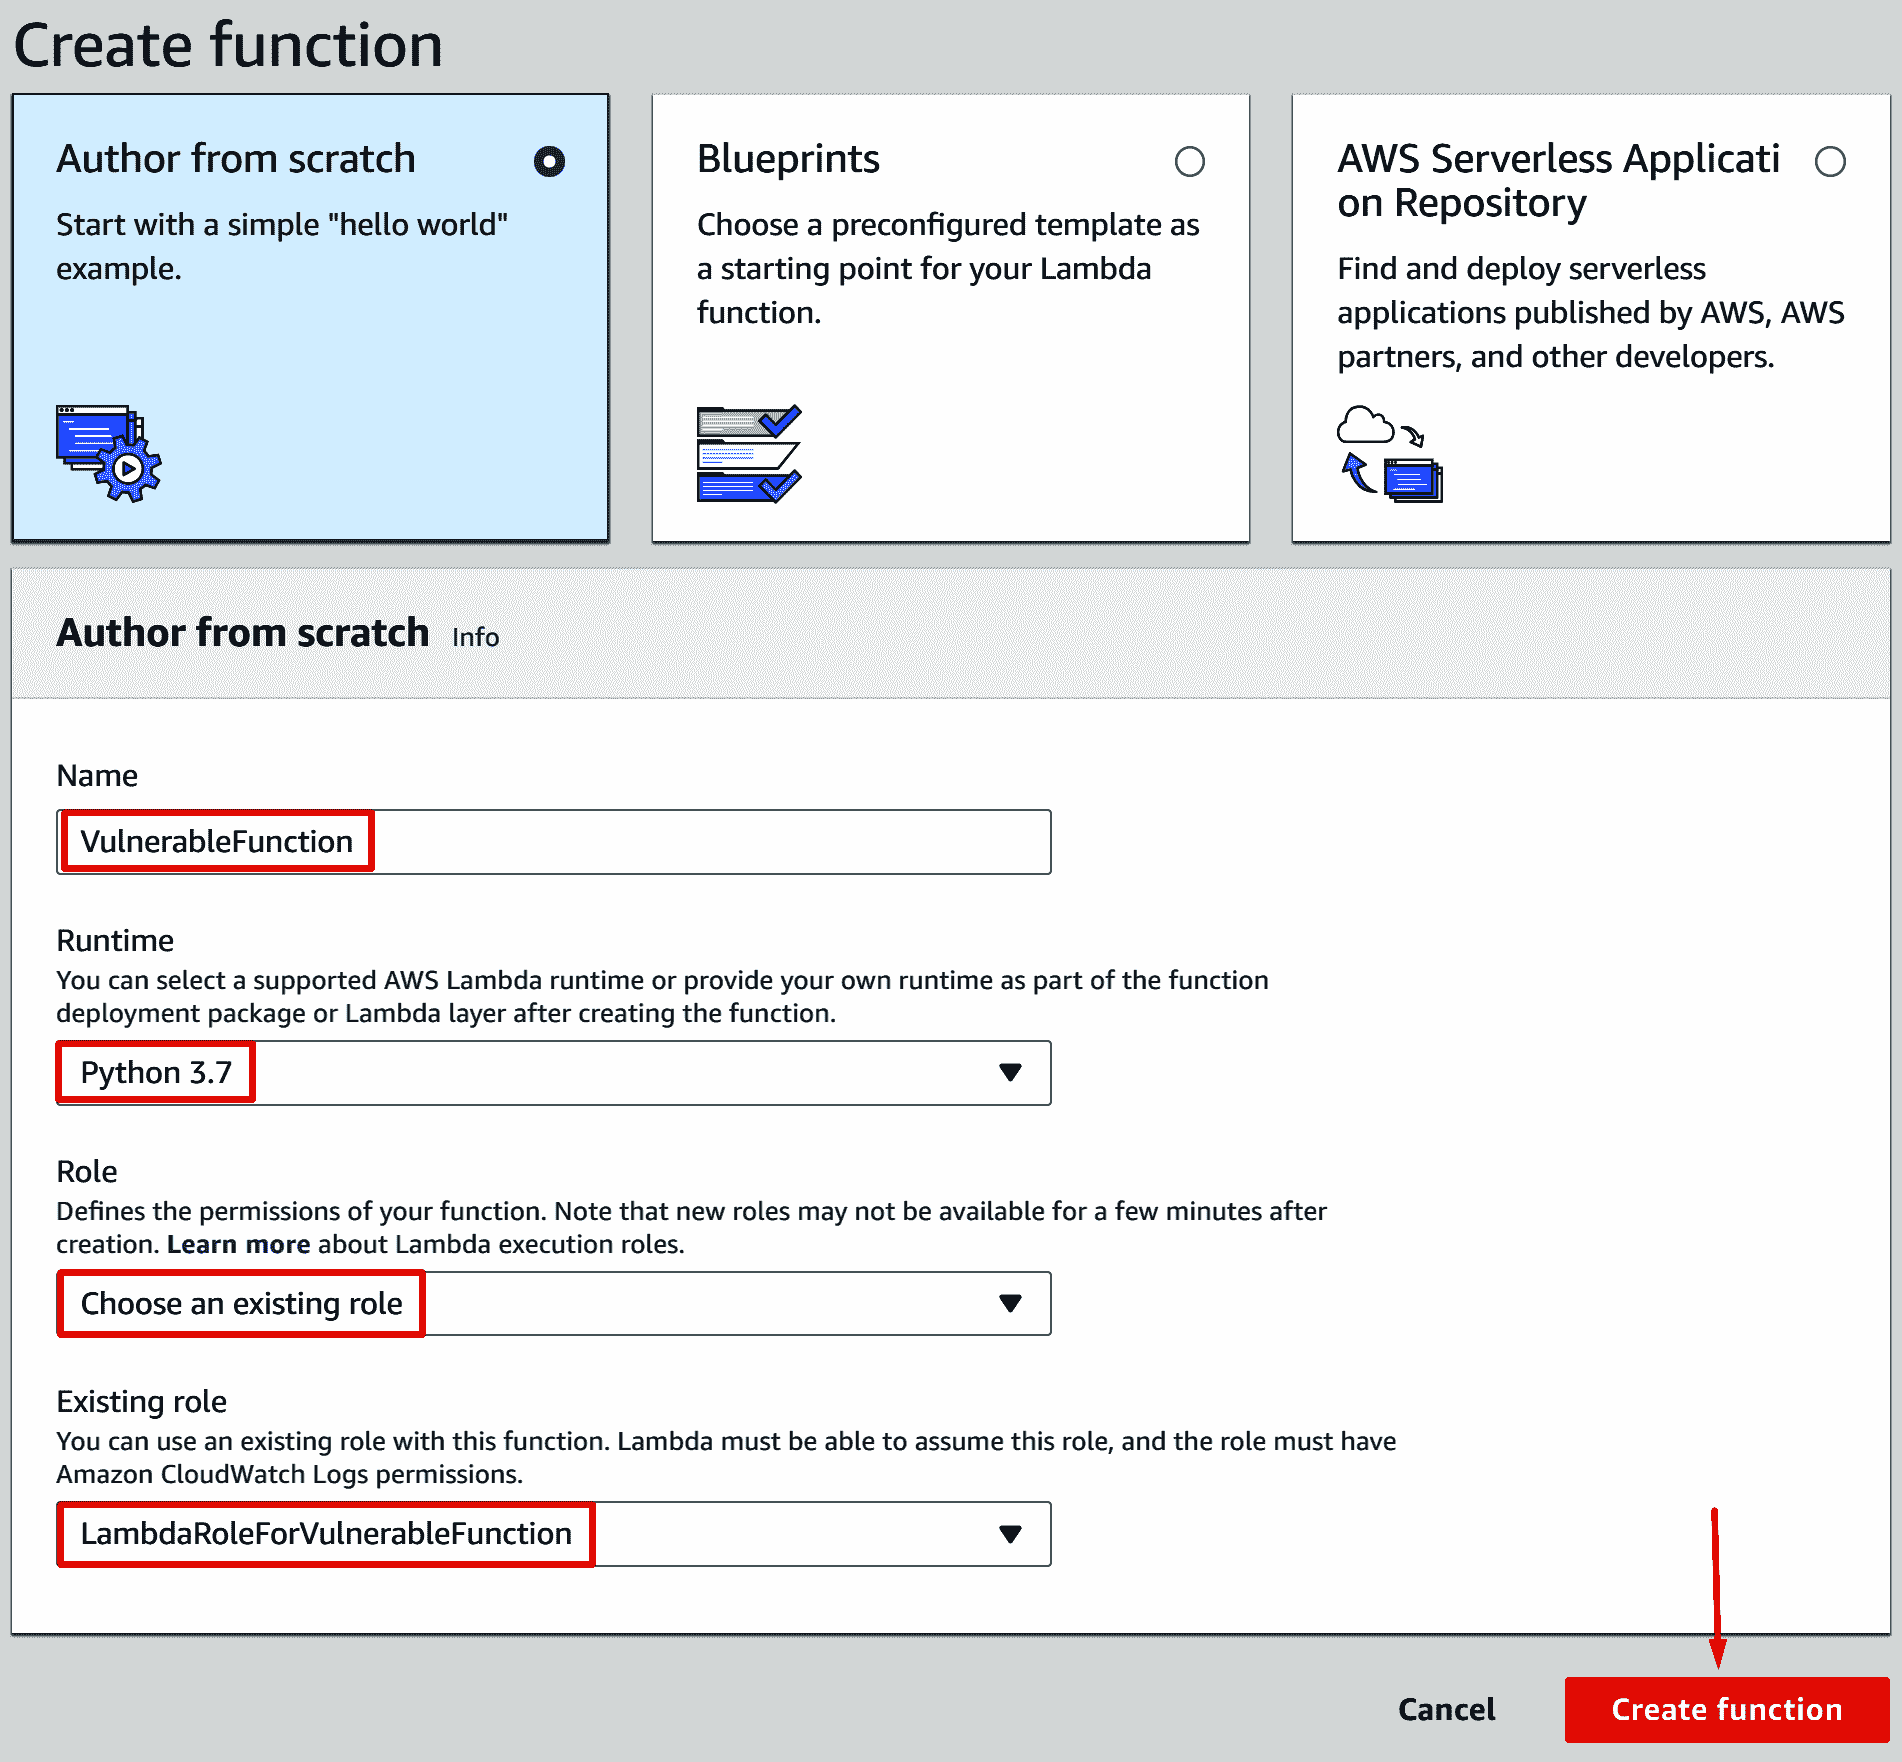 Create function
Author from scratch
Start with a simple "hello world"
example.
Blueprints
Choose a preconfigured template as
a starting point for your Lambda
function.
AWS Serverless Applicati
on Repository
Find and deploy serverless
applications published by AWS, AWS
partners, and other developers.
Author from scratch Info
Name
VulnerableFunction
Runtime
You can select a supported AWS Lambda runtime or provide your own runtime as part of the function
deployment package or Lambda layer after creating the function.
Python 3.7
Role
Defines the permissions of your function. Note that new roles may not be available for a few minutes after
creation. Learn more about Lambda execution roles.
Choose an existing role
Existing role
You can use an existing role with this function. Lambda must be able to assume this role, and the role must have
Amazon CloudWatch Logs permissions.
LambdaRoleForVulnerableFunction
Cancel
Create function